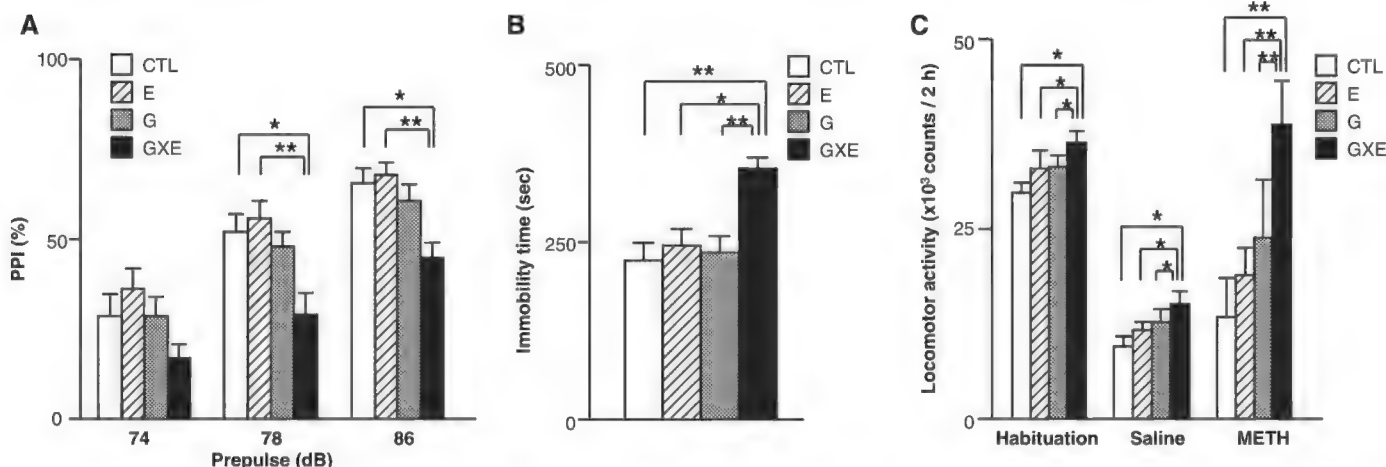 A
PPI (%)
100
50
0
CTL
E
G
GXE
*
**
*
**
74 78 86
Prepulse (dB)
B
Immobility time (sec)
500
250
0
**
*
**
CTL
E
G
GXE
C
Locomotor activity (x10³ counts / 2 h)
50
25
0
*
*
*
*
*
*
**
**
**
CTL
E
G
GXE
Habituation Saline METH